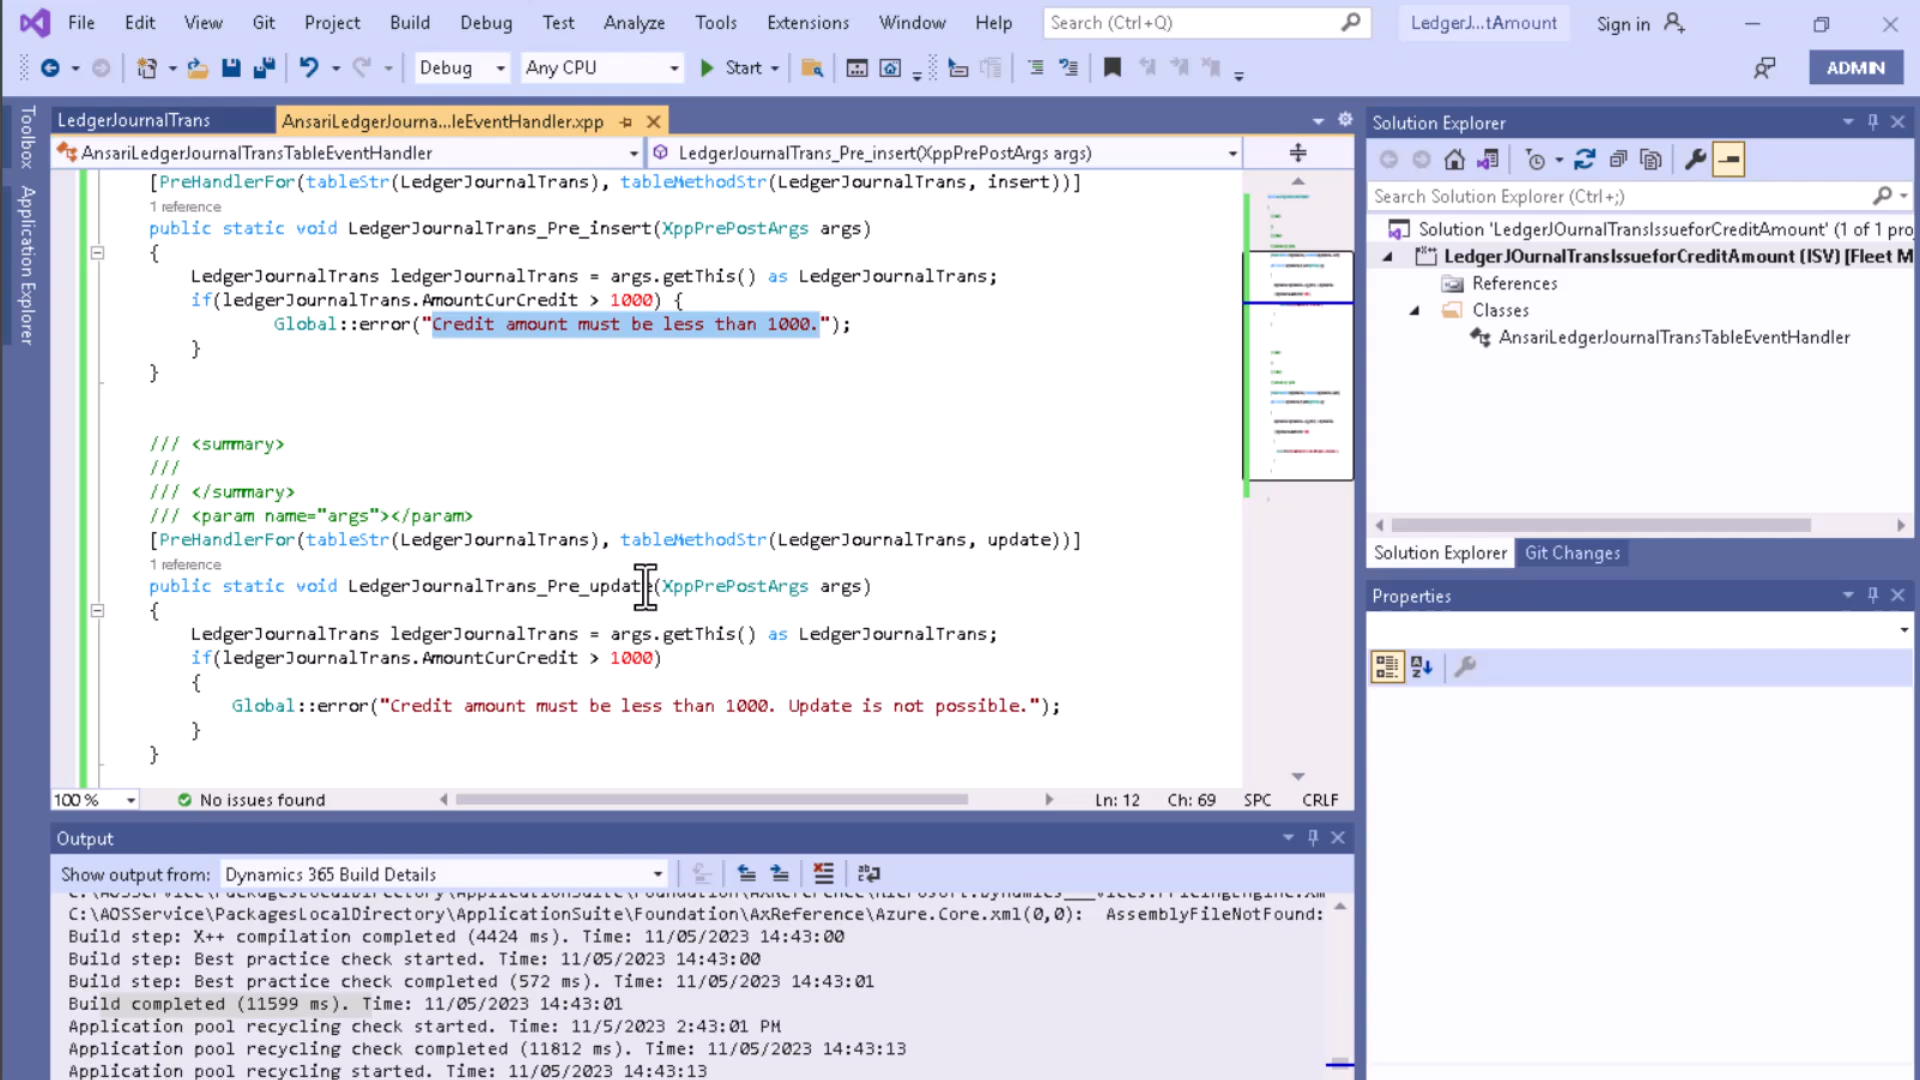 File Edit View Git Project Build Debug Test Analyze Tools Extensions Window Help Search (Ctrl+Q) LedgerJ...tAmount Sign in
Debug Any CPU Start ADMIN
Toolbox
Application Explorer
LedgerJournalTrans AnsariLedgerJourna...leEventHandler.xpp
AnsariLedgerJournalTransTableEventHandler LedgerJournalTrans_Pre_insert(XppPrePostArgs args)
[PreHandlerFor(tableStr(LedgerJournalTrans), tableMethodStr(LedgerJournalTrans, insert))]
1 reference
public static void LedgerJournalTrans_Pre_insert(XppPrePostArgs args)
{
LedgerJournalTrans ledgerJournalTrans = args.getThis() as LedgerJournalTrans;
if(ledgerJournalTrans.AmountCurCredit > 1000) {
Global::error("Credit amount must be less than 1000.");
}
}
/// <summary>
///
/// </summary>
/// <param name="args"></param>
[PreHandlerFor(tableStr(LedgerJournalTrans), tableMethodStr(LedgerJournalTrans, update))]
1 reference
public static void LedgerJournalTrans_Pre_update(XppPrePostArgs args)
{
LedgerJournalTrans ledgerJournalTrans = args.getThis() as LedgerJournalTrans;
if(ledgerJournalTrans.AmountCurCredit > 1000)
{
Global::error("Credit amount must be less than 1000. Update is not possible.");
}
}
100 % No issues found Ln: 12 Ch: 69 SPC CRLF
Output
Show output from: Dynamics 365 Build Details
C:\AOSService\PackagesLocalDirectory\ApplicationSuite\Foundation\AxReference\Azure.Core.xml(0,0): AssemblyFileNotFound:
Build step: X++ compilation completed (4424 ms). Time: 11/05/2023 14:43:00
Build step: Best practice check started. Time: 11/05/2023 14:43:00
Build step: Best practice check completed (572 ms). Time: 11/05/2023 14:43:01
Build completed (11599 ms). Time: 11/05/2023 14:43:01
Application pool recycling check started. Time: 11/5/2023 2:43:01 PM
Application pool recycling check completed (11812 ms). Time: 11/05/2023 14:43:13
Application pool recycling started. Time: 11/05/2023 14:43:13
Solution Explorer
Search Solution Explorer (Ctrl+;)
Solution 'LedgerJOurnalTransIssueforCreditAmount' (1 of 1 pro
LedgerJOurnalTransIssueforCreditAmount (ISV) [Fleet M
References
Classes
AnsariLedgerJournalTransTableEventHandler
Solution Explorer Git Changes
Properties